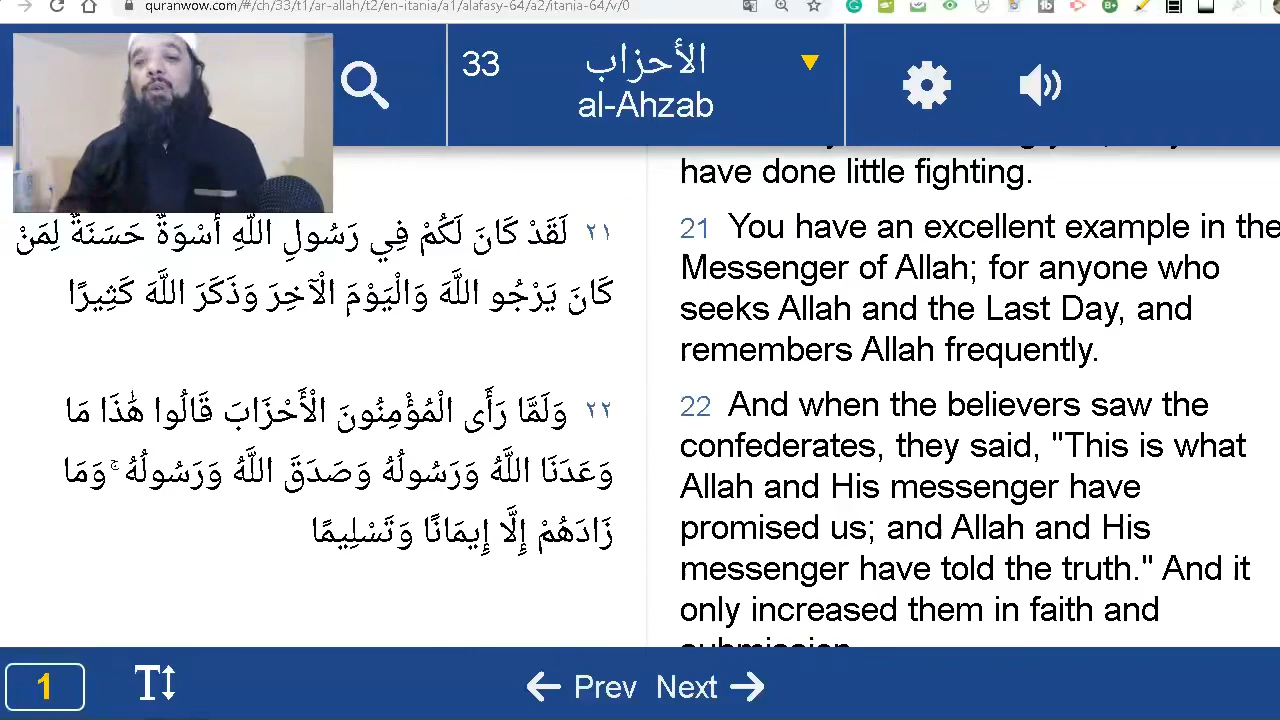 quranwow.com/#/ch/33/t1/ar-allah/t2/en-itania/a1/alafasy-64/a2/itania-64/v/0
33
الأحزاب
al-Ahzab
have done little fighting.
٢١ لَقَدْ كَانَ لَكُمْ فِي رَسُولِ اللَّهِ أُسْوَةٌ حَسَنَةٌ لِمَنْ
كَانَ يَرْجُو اللَّهَ وَالْيَوْمَ الْآخِرَ وَذَكَرَ اللَّهَ كَثِيرًا
٢٢ وَلَمَّا رَأَى الْمُؤْمِنُونَ الْأَحْزَابَ قَالُوا هَٰذَا مَا
وَعَدَنَا اللَّهُ وَرَسُولُهُ وَصَدَقَ اللَّهُ وَرَسُولُهُ ۚ وَمَا
زَادَهُمْ إِلَّا إِيمَانًا وَتَسْلِيمًا
21 You have an excellent example in the
Messenger of Allah; for anyone who
seeks Allah and the Last Day, and
remembers Allah frequently.
22 And when the believers saw the
confederates, they said, "This is what
Allah and His messenger have
promised us; and Allah and His
messenger have told the truth." And it
only increased them in faith and
submission.
1
T
Prev Next